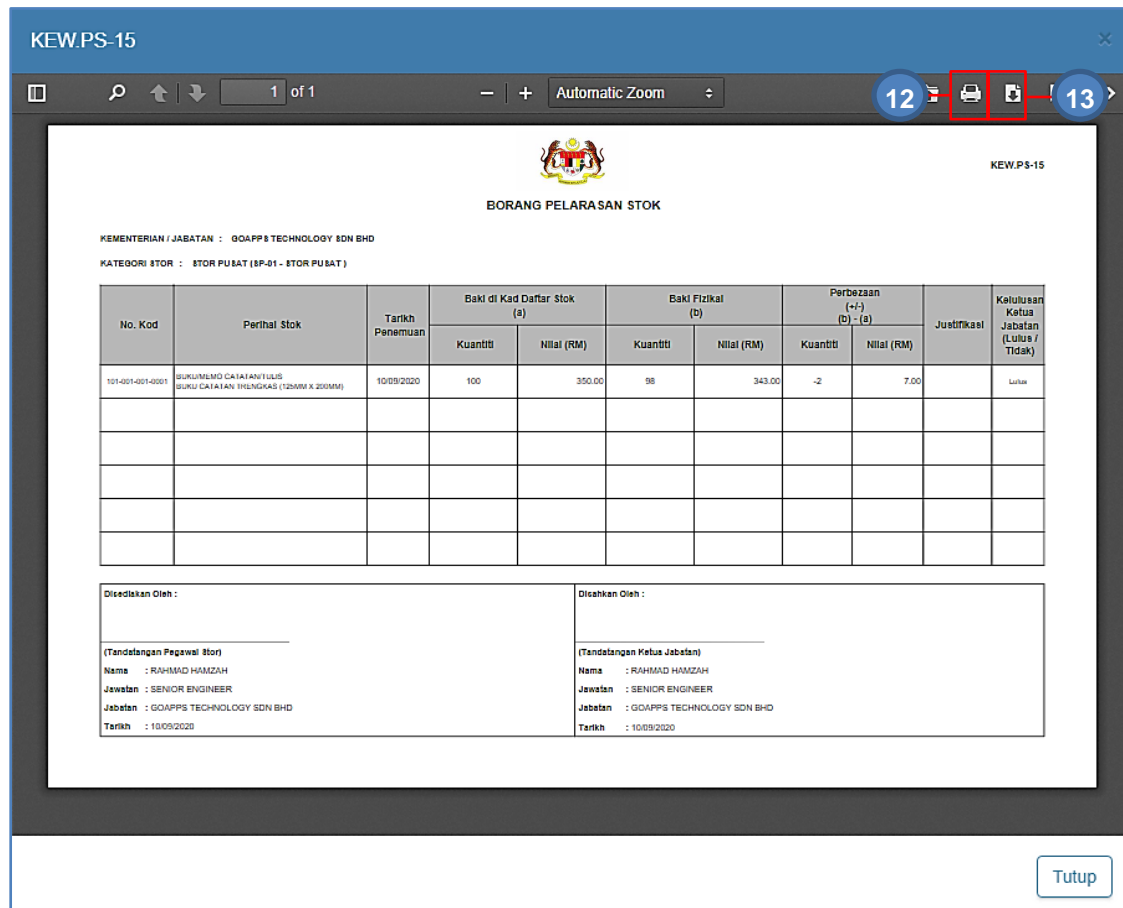 KEW.PS-15
×
1 of 1
Automatic Zoom
12
13
KEW.PS-15
BORANG PELARASAN STOK
KEMENTERIAN / JABATAN : GOAPPS TECHNOLOGY SDN BHD
KATEGORI STOR : STOR PUSAT (SP-01 - STOR PUSAT )
No. Kod
Perihal Stok
Tarikh
Penemuan
Baki di Kad Daftar Stok
(a)
Baki Fizikal
(b)
Perbezaan
(+/-)
(b) - (a)
Justifikasi
Kelulusan
Ketua
Jabatan
(Lulus /
Tidak)
Kuantiti
Nilai (RM)
Kuantiti
Nilai (RM)
Kuantiti
Nilai (RM)
101-001-001-0001
BUKU/MEMO CATATAN/TULIS
BUKU CATATAN TRENGKAS (125MM X 200MM)
10/09/2020
100
350.00
98
343.00
-2
7.00
Lulus
Disediakan Oleh :
(Tandatangan Pegawai Stor)
Nama : RAHMAD HAMZAH
Jawatan : SENIOR ENGINEER
Jabatan : GOAPPS TECHNOLOGY SDN BHD
Tarikh : 10/09/2020
Disahkan Oleh :
(Tandatangan Ketua Jabatan)
Nama : RAHMAD HAMZAH
Jawatan : SENIOR ENGINEER
Jabatan : GOAPPS TECHNOLOGY SDN BHD
Tarikh : 10/09/2020
Tutup